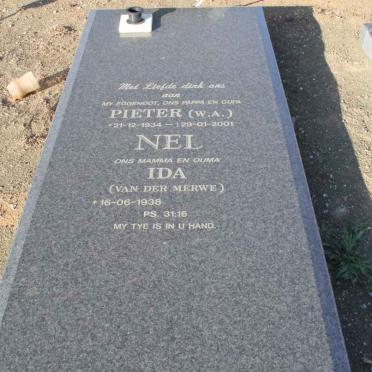 Met Liefde dink ons
aan
MY EGGENOOT, ONS PAPPA EN OUPA
PIETER (W.A.)
*21-12-1934 - †29-01-2001
NEL
ONS MAMMA EN OUMA
IDA
(VAN DER MERWE)
*16-06-1938
PS. 31:16
MY TYE IS IN U HAND.